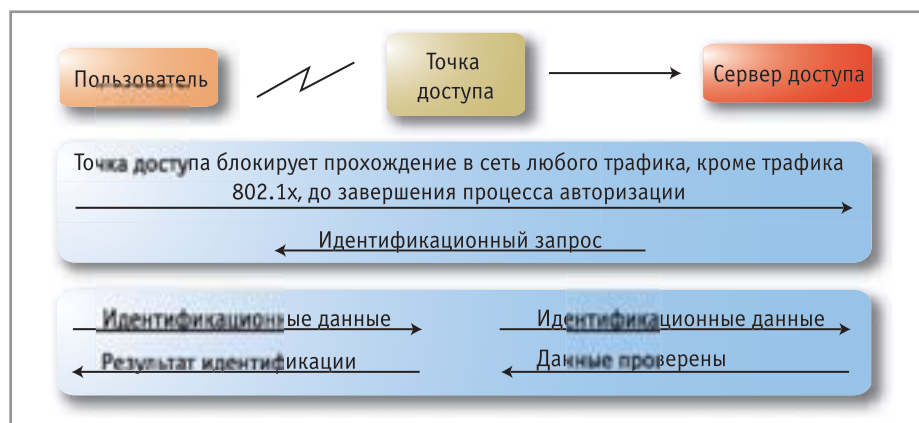 Пользователь
Точка
доступа
Сервер доступа
Точка доступа блокирует прохождение в сеть любого трафика, кроме трафика
802.1x, до завершения процесса авторизации
Идентификационный запрос
Идентификационные данные
Идентификационные данные
Результат идентификации
Данные проверены